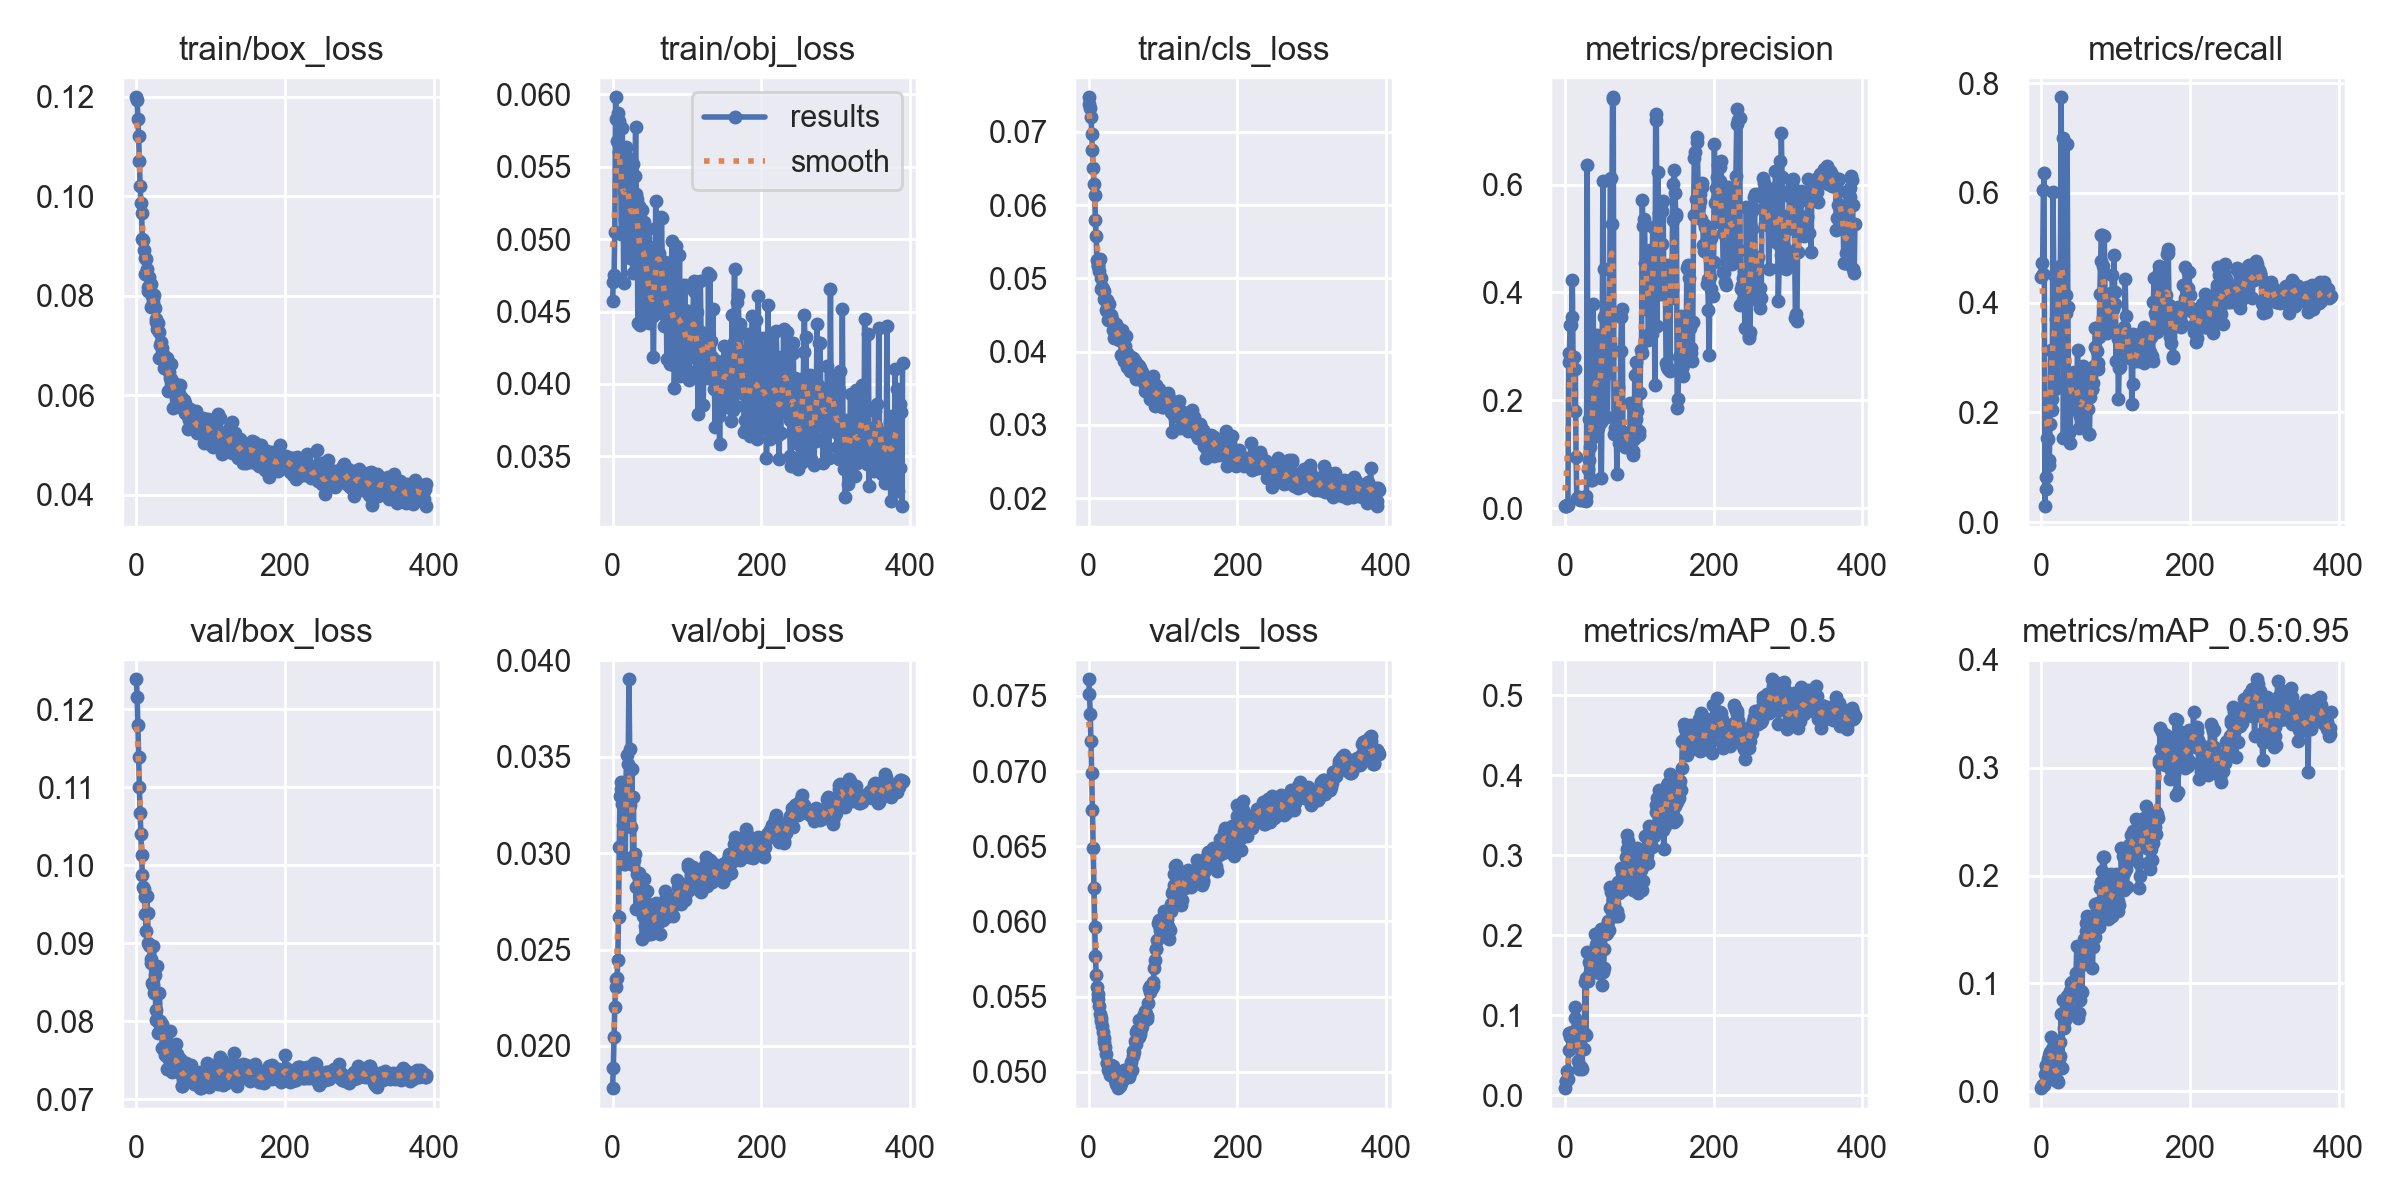 train/box_loss
0.12
0.10
0.08
0.06
0.04
0 200 400
train/obj_loss
results
smooth
0.060
0.055
0.050
0.045
0.040
0.035
0 200 400
train/cls_loss
0.07
0.06
0.05
0.04
0.03
0.02
0 200 400
metrics/precision
0.6
0.4
0.2
0.0
0 200 400
metrics/recall
0.8
0.6
0.4
0.2
0.0
0 200 400
val/box_loss
0.12
0.11
0.10
0.09
0.08
0.07
0 200 400
val/obj_loss
0.040
0.035
0.030
0.025
0.020
0 200 400
val/cls_loss
0.075
0.070
0.065
0.060
0.055
0.050
0 200 400
metrics/mAP_0.5
0.5
0.4
0.3
0.2
0.1
0.0
0 200 400
metrics/mAP_0.5:0.95
0.4
0.3
0.2
0.1
0.0
0 200 400